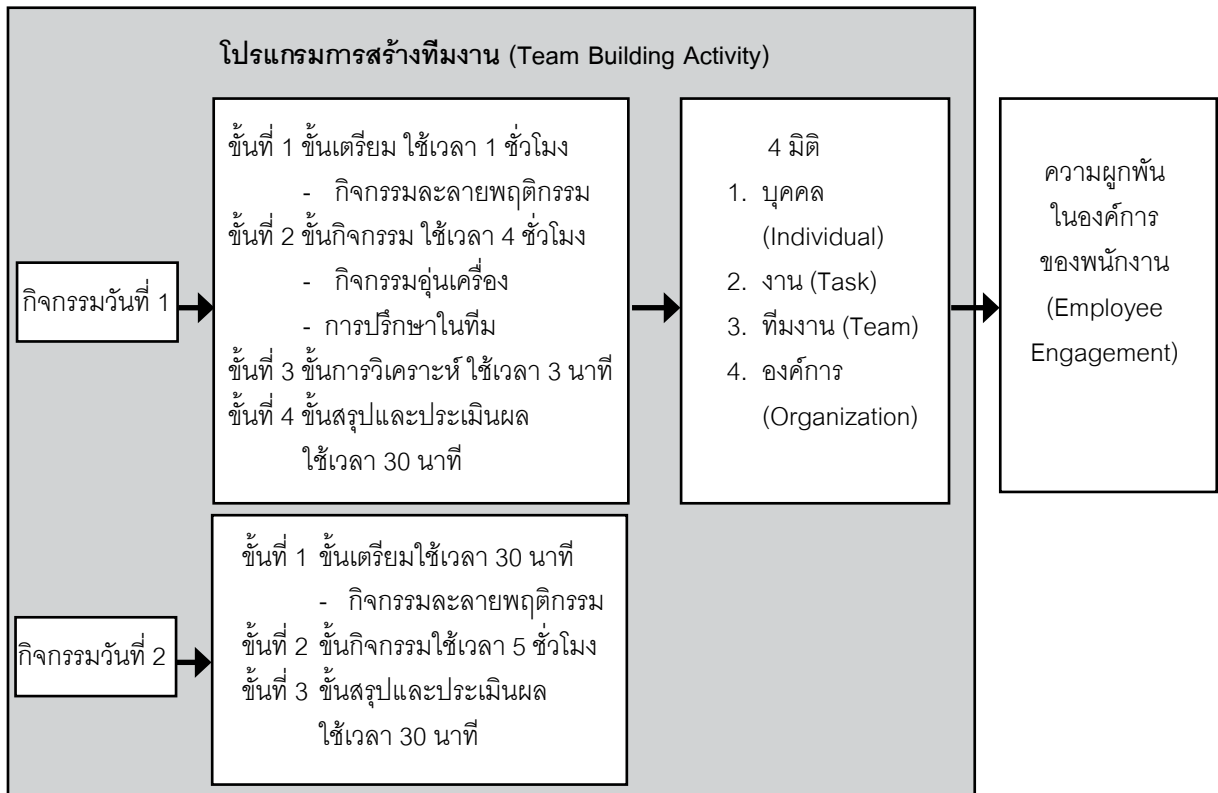 โปรแกรมการสร้างทีมงาน (Team Building Activity)
กิจกรรมวันที่ 1
ขั้นที่ 1 ขั้นเตรียม ใช้เวลา 1 ชั่วโมง
- กิจกรรมละลายพฤติกรรม
ขั้นที่ 2 ขั้นกิจกรรม ใช้เวลา 4 ชั่วโมง
- กิจกรรมอุ่นเครื่อง
- การปรึกษาในทีม
ขั้นที่ 3 ขั้นการวิเคราะห์ ใช้เวลา 3 นาที
ขั้นที่ 4 ขั้นสรุปและประเมินผล
ใช้เวลา 30 นาที
4 มิติ
1. บุคคล
(Individual)
2. งาน (Task)
3. ทีมงาน (Team)
4. องค์การ
(Organization)
ความผูกพัน
ในองค์การ
ของพนักงาน
(Employee
Engagement)
กิจกรรมวันที่ 2
ขั้นที่ 1 ขั้นเตรียมใช้เวลา 30 นาที
- กิจกรรมละลายพฤติกรรม
ขั้นที่ 2 ขั้นกิจกรรมใช้เวลา 5 ชั่วโมง
ขั้นที่ 3 ขั้นสรุปและประเมินผล
ใช้เวลา 30 นาที